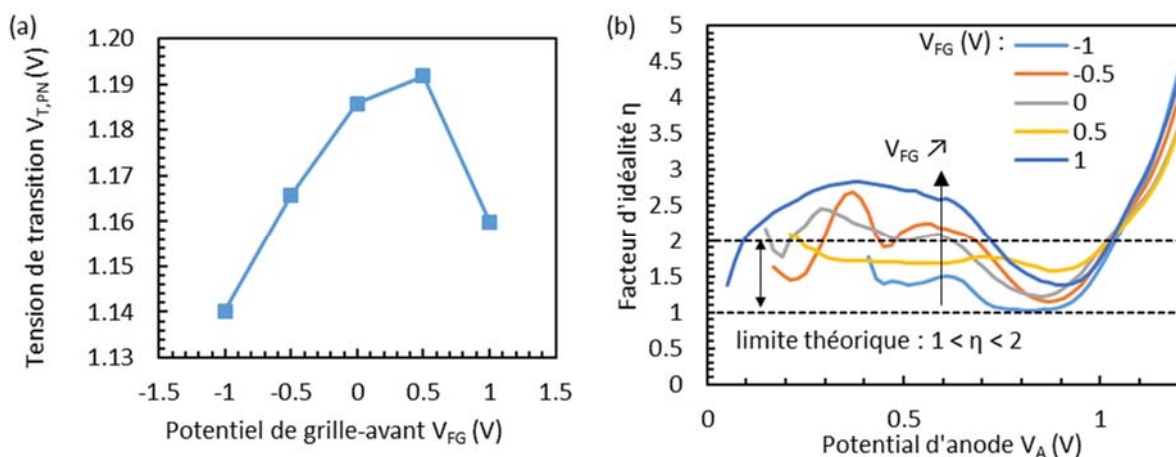 (a)
Tension de transition V_T,PN (V)
1.20
1.19
1.18
1.17
1.16
1.15
1.14
1.13
-1.5 -1 -0.5 0 0.5 1 1.5
Potentiel de grille-avant V_FG (V)
(b)
Facteur d'idéalité η
5
4.5
4
3.5
3
2.5
2
1.5
1
0.5
0
V_FG (V) :
-1
-0.5
0
0.5
1
V_FG ↗
limite théorique : 1 < η < 2
0 0.5 1
Potential d'anode V_A (V)